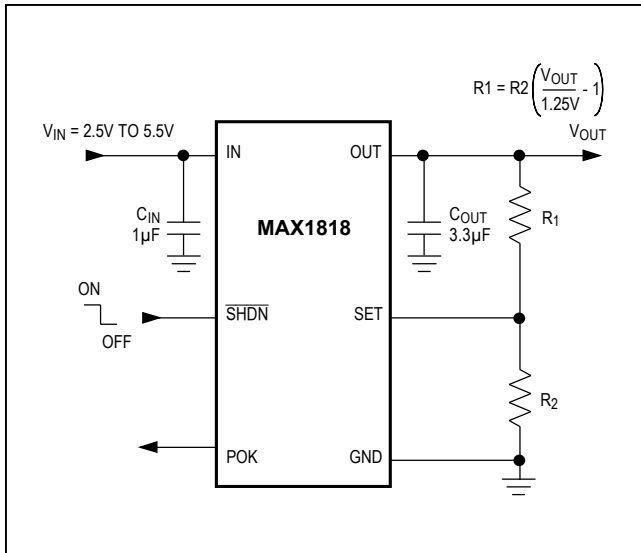 R1 = R2 (VOUT / 1.25V - 1)
VIN = 2.5V TO 5.5V
VOUT
IN
OUT
MAX1818
CIN
1µF
COUT
3.3µF
R1
ON
OFF
SHDN
SET
R2
POK
GND